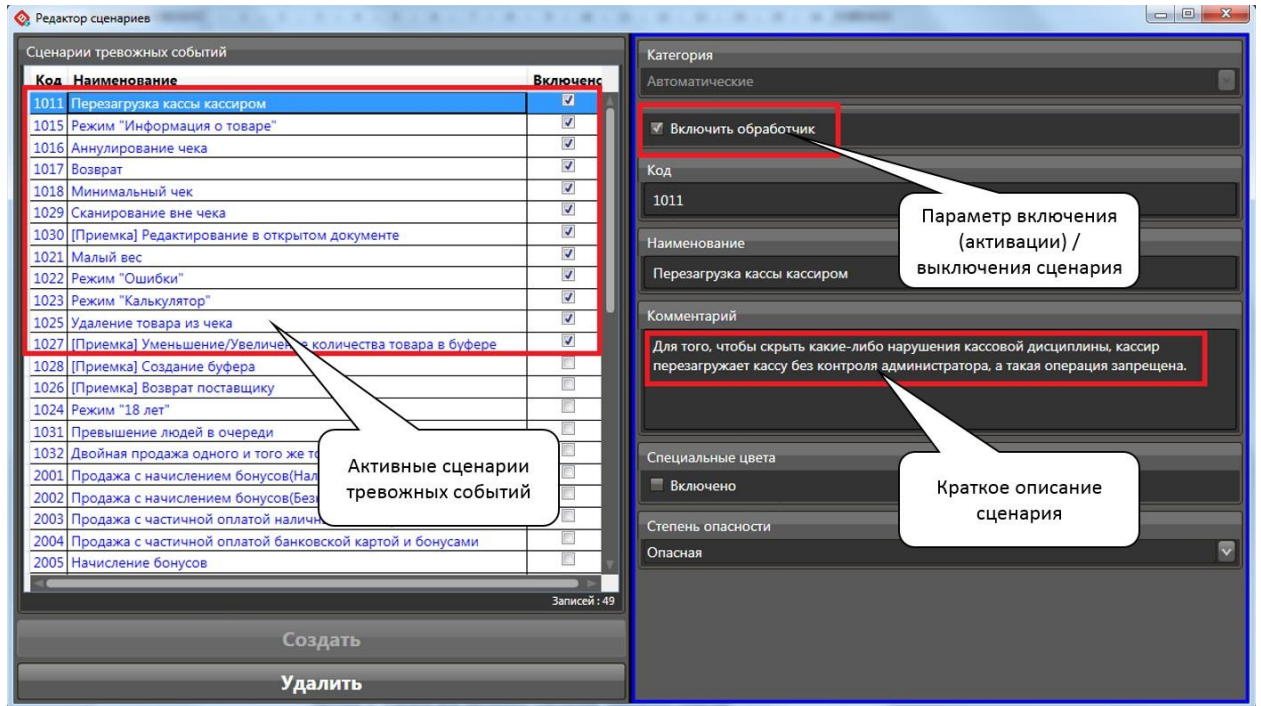 Редактор сценариев
Сценарии тревожных событий
Код Наименование Включенс
1011 Перезагрузка кассы кассиром
1015 Режим "Информация о товаре"
1016 Аннулирование чека
1017 Возврат
1018 Минимальный чек
1029 Сканирование вне чека
1030 [Приемка] Редактирование в открытом документе
1021 Малый вес
1022 Режим "Ошибки"
1023 Режим "Калькулятор"
1025 Удаление товара из чека
1027 [Приемка] Уменьшение/Увеличение количества товара в буфере
1028 [Приемка] Создание буфера
1026 [Приемка] Возврат поставщику
1024 Режим "18 лет"
1031 Превышение людей в очереди
1032 Двойная продажа одного и того же
2001 Продажа с начислением бонусов(Нал
2002 Продажа с начислением бонусов(Без
2003 Продажа с частичной оплатой наличн
2004 Продажа с частичной оплатой банковской картой и бонусами
2005 Начисление бонусов
Записей : 49
Создать
Удалить
Активные сценарии
тревожных событий
Категория
Автоматические
Включить обработчик
Код
1011
Наименование
Перезагрузка кассы кассиром
Комментарий
Для того, чтобы скрыть какие-либо нарушения кассовой дисциплины, кассир
перезагружает кассу без контроля администратора, а такая операция запрещена.
Специальные цвета
Включено
Степень опасности
Опасная
Параметр включения
(активации) /
выключения сценария
Краткое описание
сценария